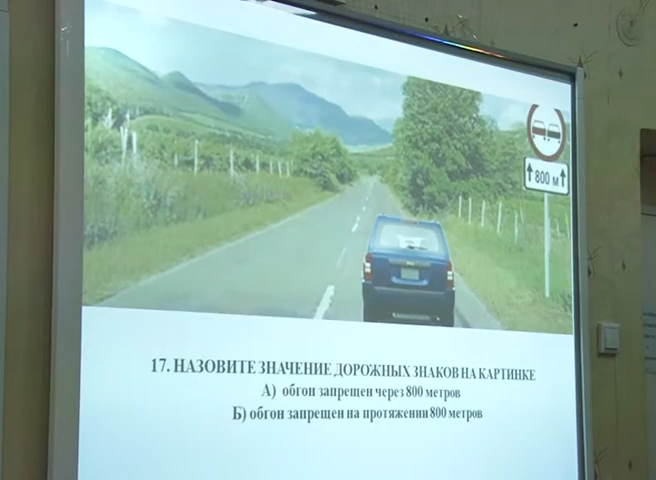 800 м
17. НАЗОВИТЕ ЗНАЧЕНИЕ ДОРОЖНЫХ ЗНАКОВ НА КАРТИНКЕ
А) обгон запрещен через 800 метров
Б) обгон запрещен на протяжении 800 метров